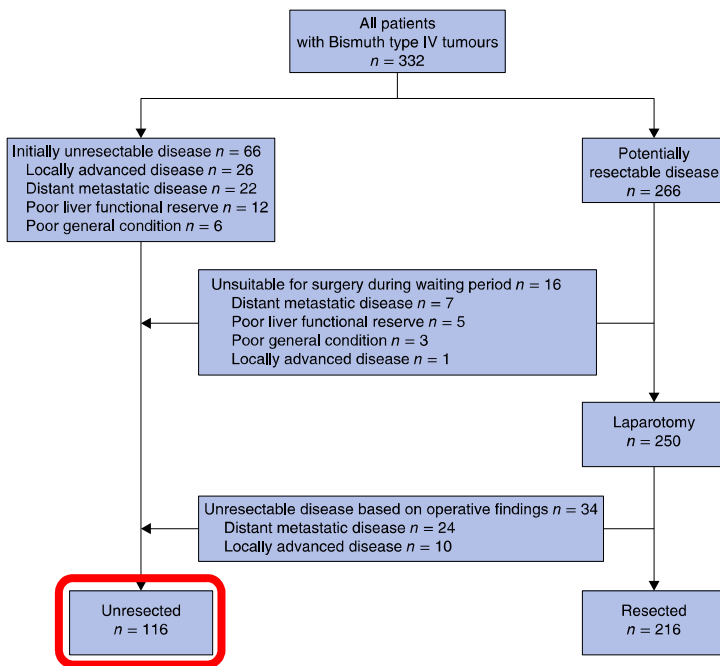 All patients
with Bismuth type IV tumours
n = 332
Initially unresectable disease n = 66
Locally advanced disease n = 26
Distant metastatic disease n = 22
Poor liver functional reserve n = 12
Poor general condition n = 6
Potentially
resectable disease
n = 266
Unsuitable for surgery during waiting period n = 16
Distant metastatic disease n = 7
Poor liver functional reserve n = 5
Poor general condition n = 3
Locally advanced disease n = 1
Laparotomy
n = 250
Unresectable disease based on operative findings n = 34
Distant metastatic disease n = 24
Locally advanced disease n = 10
Unresected
n = 116
Resected
n = 216